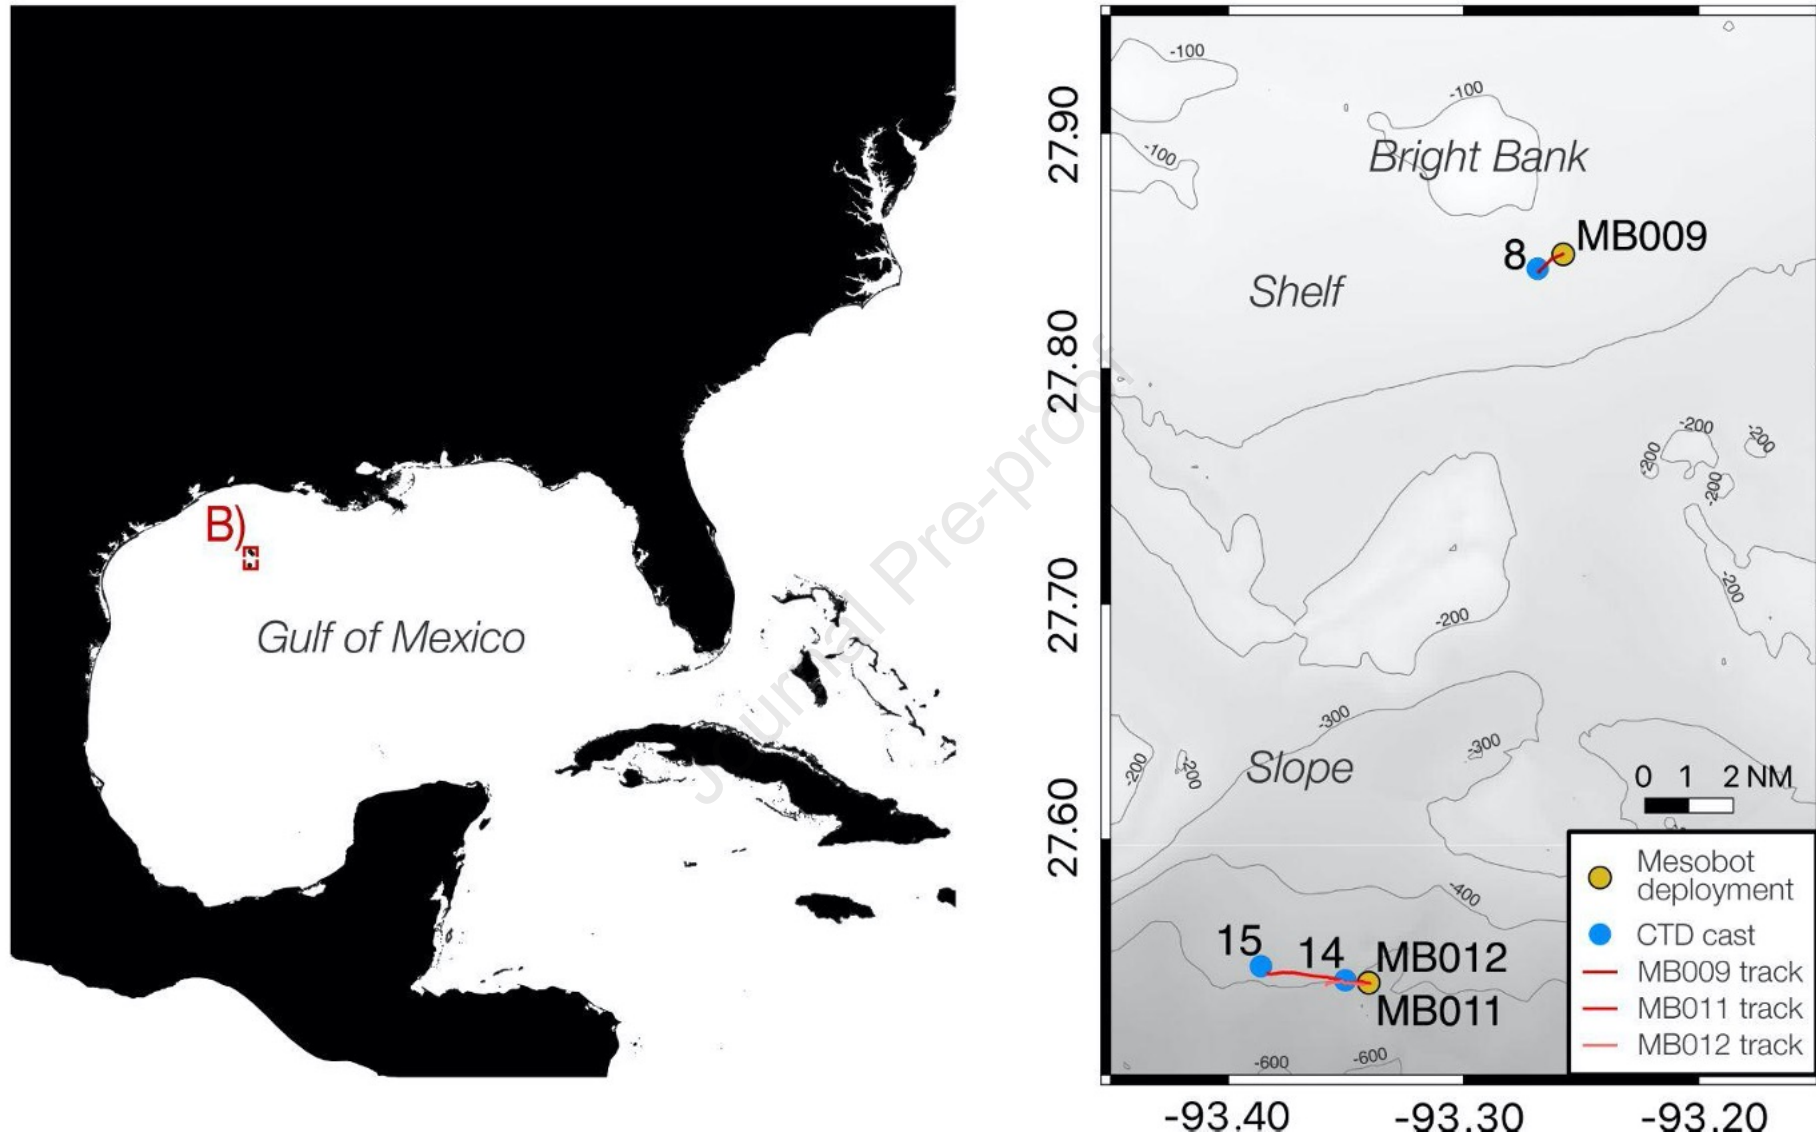 B)
Gulf of Mexico
Journal Pre-proof
27.90
27.80
27.70
27.60
-100
-100
-100
Bright Bank
8
MB009
Shelf
-200
-200
-200
-200
-200
-200
-300
-300
-200
-200
Slope
0 1 2 NM
-400
15
14
MB012
MB011
-600
-600
Mesobot
deployment
CTD cast
MB009 track
MB011 track
MB012 track
-93.40
-93.30
-93.20